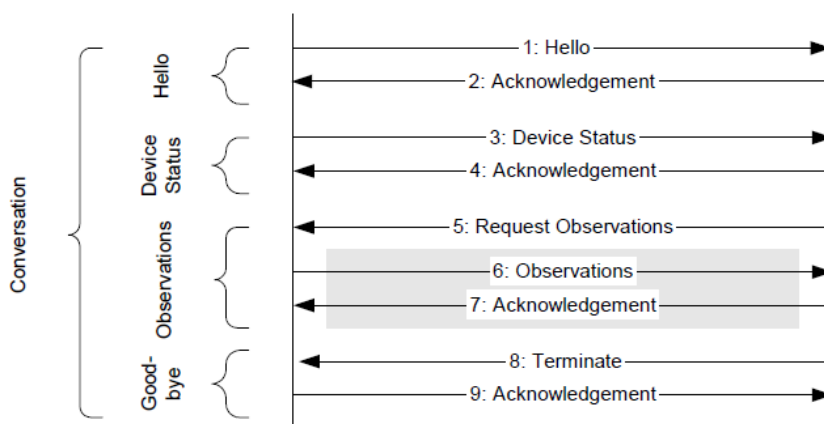 Conversation
Hello
1: Hello
2: Acknowledgement
Device
Status
3: Device Status
4: Acknowledgement
Observations
5: Request Observations
6: Observations
7: Acknowledgement
Good-
bye
8: Terminate
9: Acknowledgement